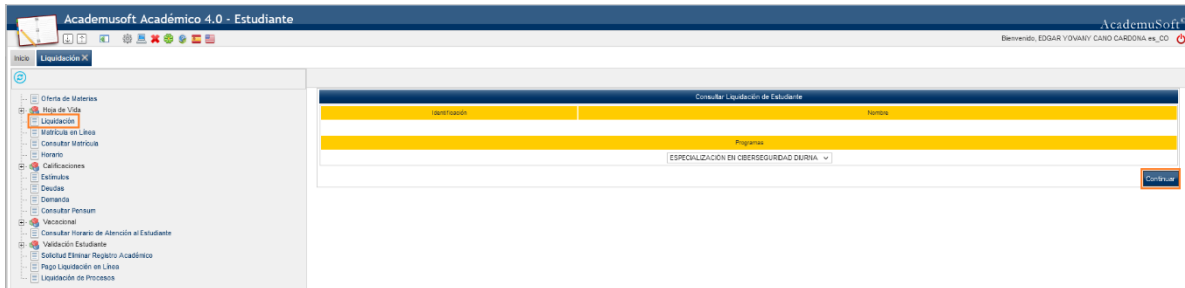 Academusoft Académico 4.0 - Estudiante
AcademuSoft
Bienvenido, EDGAR YOVANY CANO CARDONA es_CO
Inicio Liquidación X
Oferta de Materias
Hoja de Vida
Liquidación
Matrícula en Línea
Consultar Matrícula
Horario
Calificaciones
Estímulos
Deudas
Demanda
Consultar Pensum
Vacacional
Consultar Horario de Atención al Estudiante
Validación Estudiante
Solicitud Eliminar Registro Académico
Pago Liquidación en Línea
Liquidación de Procesos
Consultar Liquidación de Estudiante
Identificación Nombre
Programas
ESPECIALIZACION EN CIBERSEGURIDAD DIURNA
Continuar